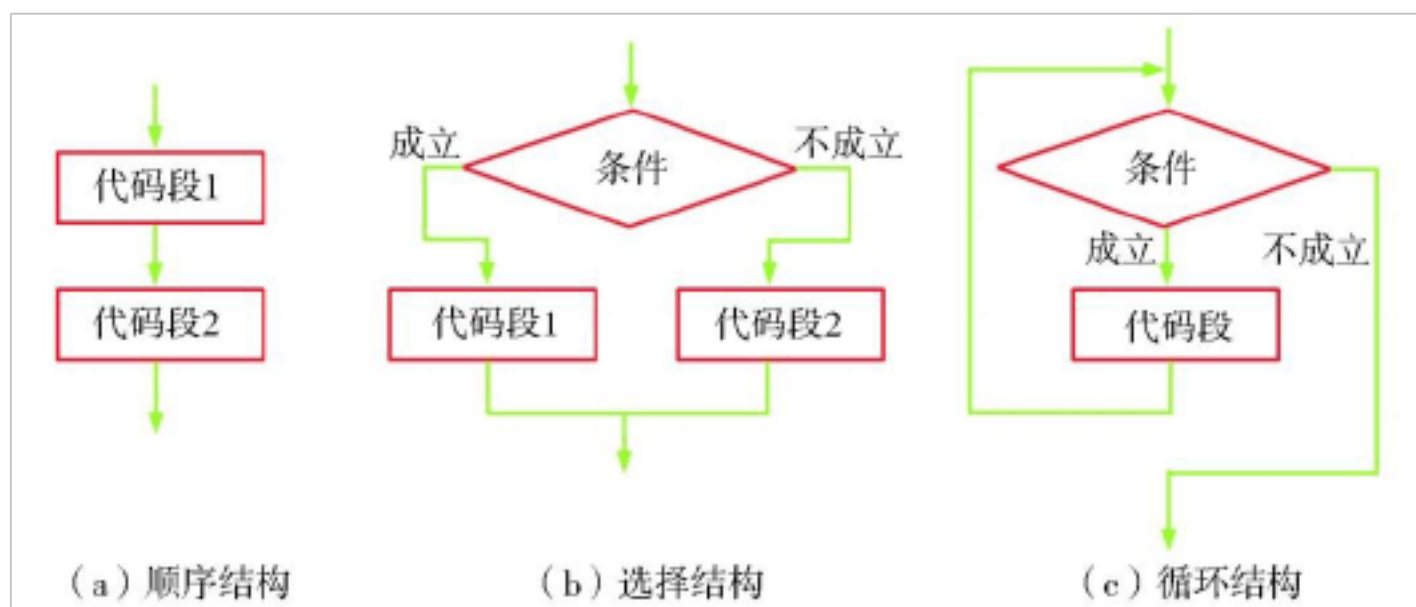 代码段1
代码段2
(a)顺序结构
成立
条件
不成立
代码段1
代码段2
(b)选择结构
条件
成立
不成立
代码段
(c)循环结构